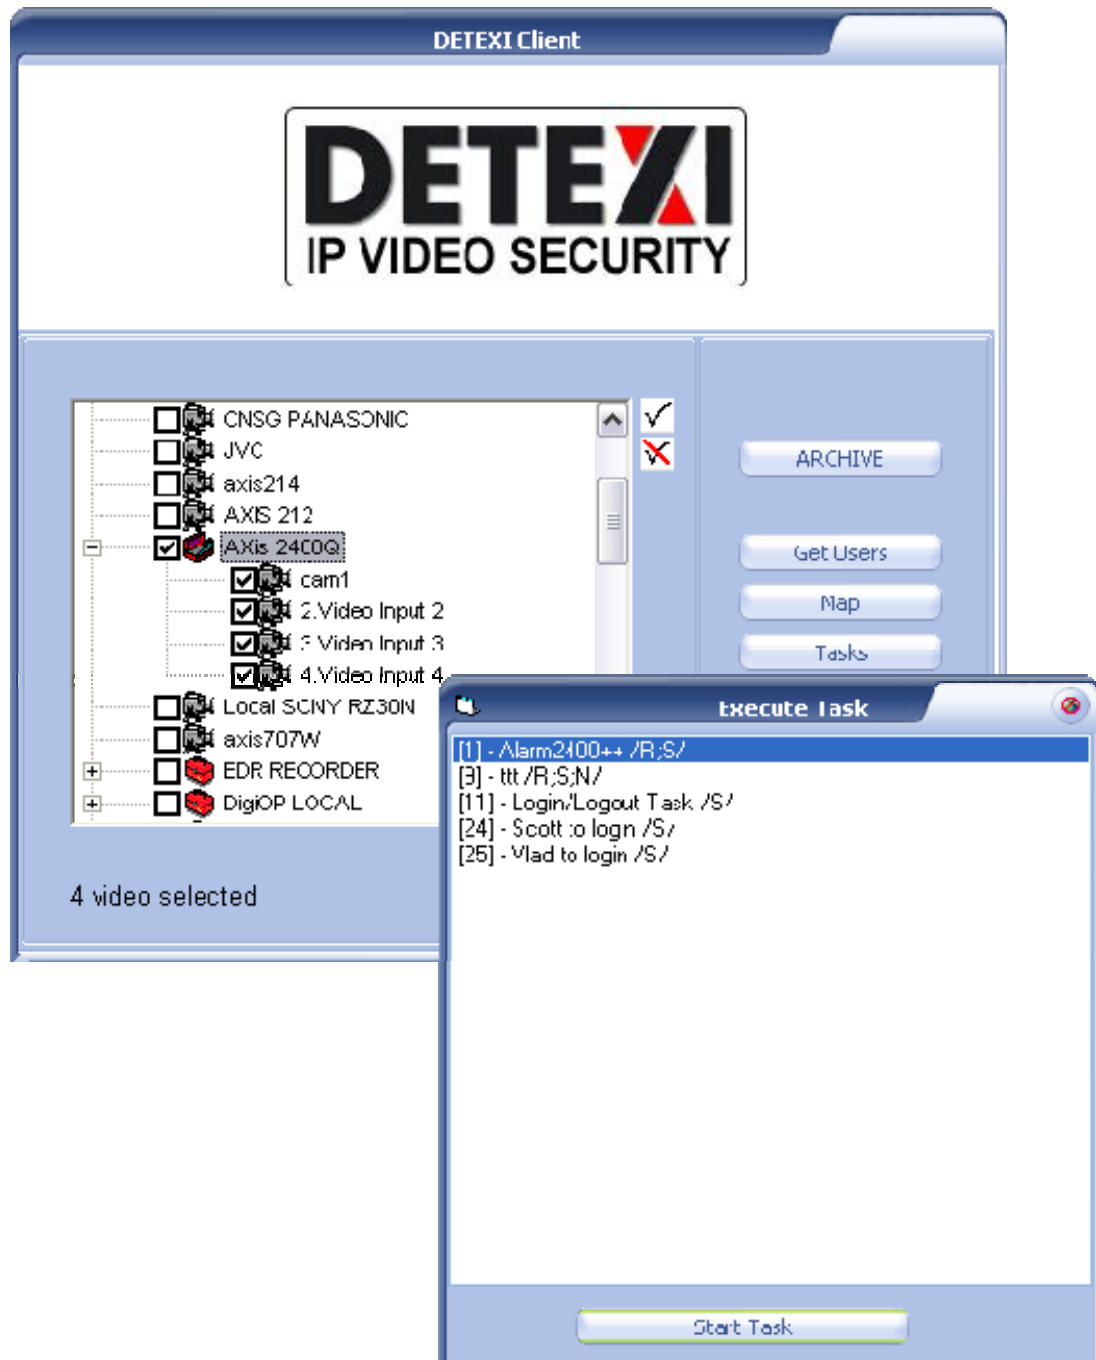 DETEXI Client
DETEXI
IP VIDEO SECURITY
CNSG PANASONIC
JVC
axis214
AXIS 212
AXis 2400Q
cam1
2.Video Input 2
3.Video Input 3
4.Video Input 4
Local SONY RZ30N
axis707W
EDR RECORDER
DigiOP LOCAL
4 video selected
ARCHIVE
Get Users
Map
Tasks
Execute Task
[1] - Alarm2400++ /R;S/
[9] - ttt /R;S;N/
[11] - Login/Logout Task /S/
[24] - Scott to login /S/
[25] - Vlad to login /S/
Start Task